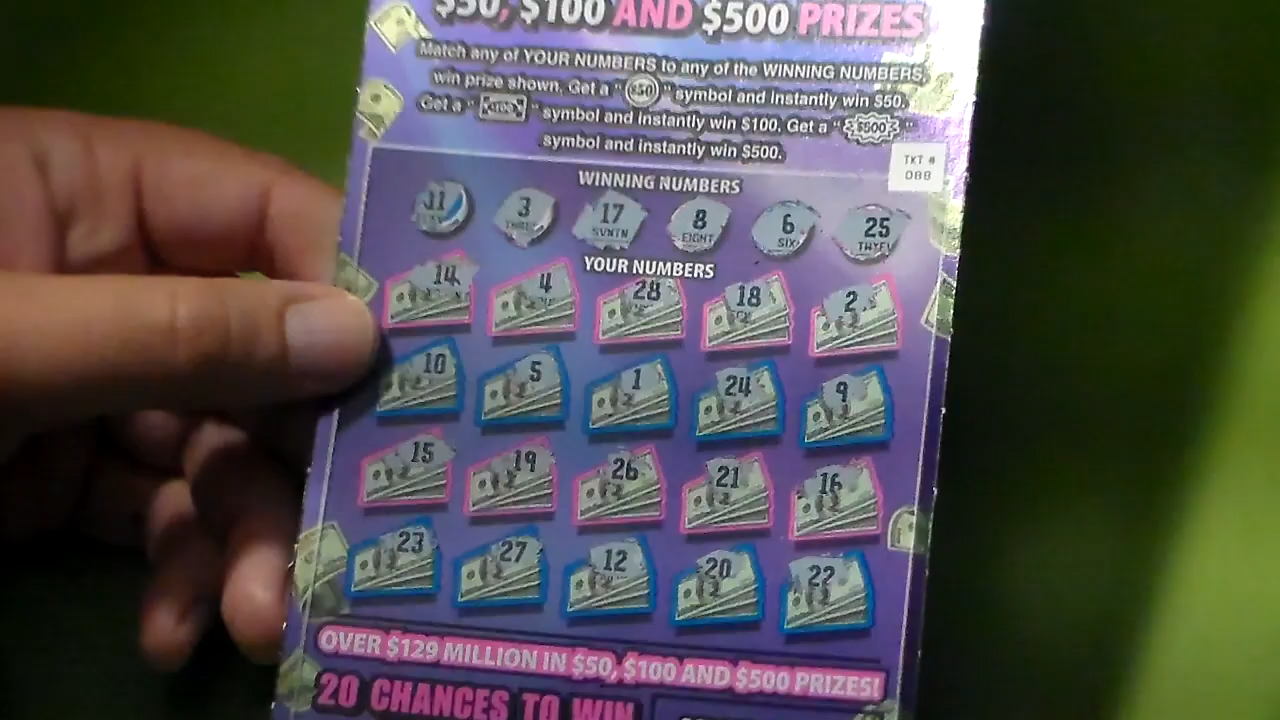 $50, $100 AND $500 PRIZES
Match any of YOUR NUMBERS to any of the WINNING NUMBERS,
win prize shown. Get a "$50" symbol and instantly win $50.
Get a "$100" symbol and instantly win $100. Get a "$500"
symbol and instantly win $500.
TKT #
088
WINNING NUMBERS
11 3 17 8 6 25
SVNTN EIGHT SIX
YOUR NUMBERS
14 4 28 18 2
10 5 1 24 9
15 19 26 21 16
23 27 12 20 22
OVER $129 MILLION IN $50, $100 AND $500 PRIZES!
20 CHANCES TO WIN